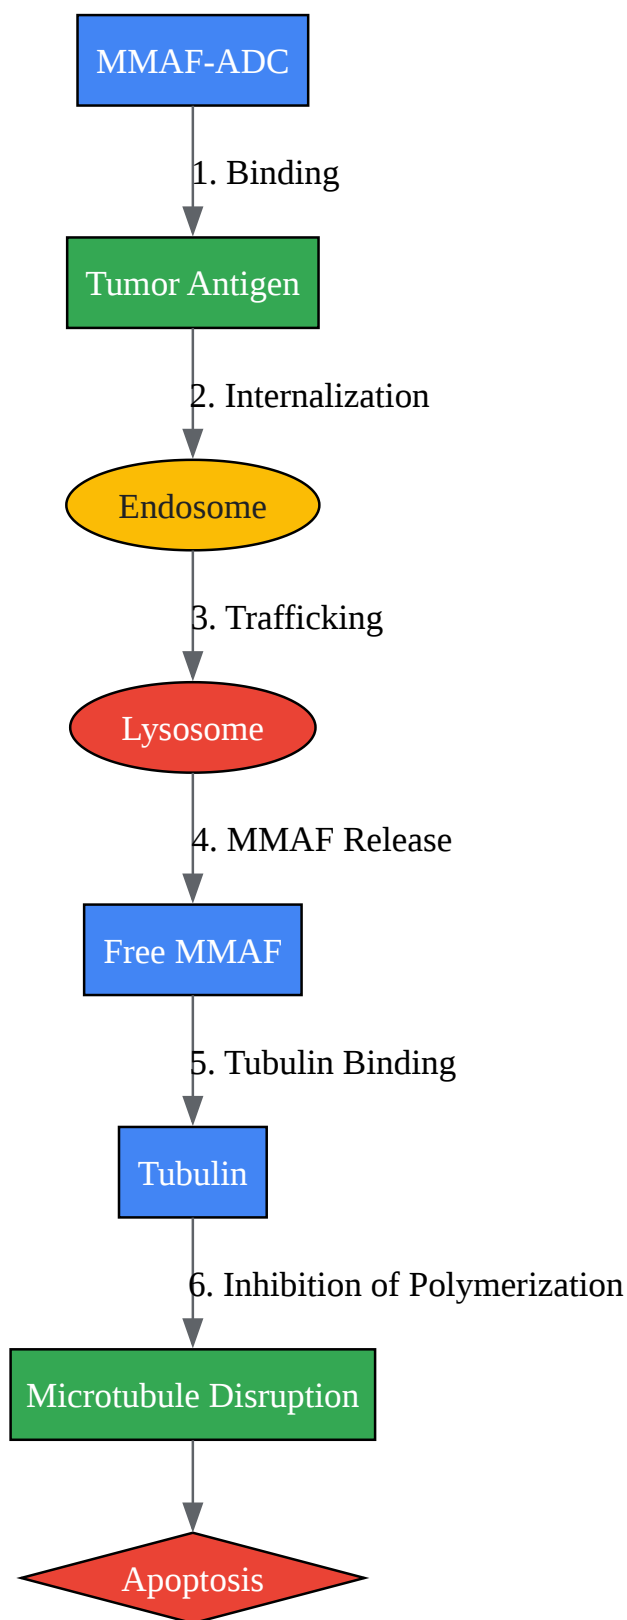 MMAF-ADC
1. Binding
Tumor Antigen
2. Internalization
Endosome
3. Trafficking
Lysosome
4. MMAF Release
Free MMAF
5. Tubulin Binding
Tubulin
6. Inhibition of Polymerization
Microtubule Disruption
Apoptosis